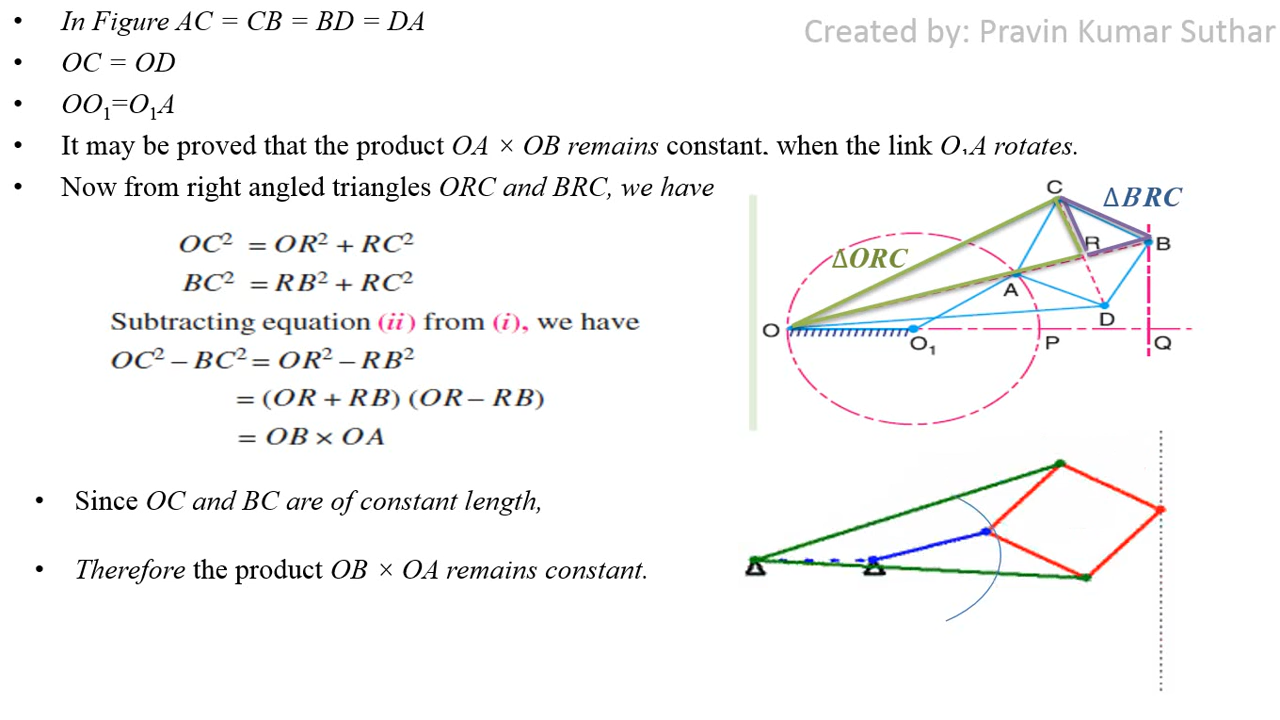 • In Figure AC = CB = BD = DA
Created by: Pravin Kumar Suthar
• OC = OD
• OO₁=O₁A
• It may be proved that the product OA × OB remains constant, when the link O₁A rotates.
• Now from right angled triangles ORC and BRC, we have
OC² = OR² + RC²
BC² = RB² + RC²
Subtracting equation (ii) from (i), we have
OC² – BC² = OR² – RB²
= (OR + RB) (OR – RB)
= OB × OA
• Since OC and BC are of constant length,
• Therefore the product OB × OA remains constant.
C
ΔBRC
R
B
ΔORC
A
D
O
O₁
P
Q